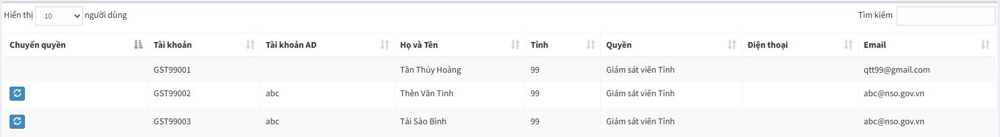 Hiển thị 10 người dùng Tìm kiếm
Chuyển quyền Tài khoản Tài khoản AD Họ và Tên Tỉnh Quyền Điện thoại Email
GST99001 Tần Thủy Hoàng 99 Giám sát viên Tỉnh qtt99@gmail.com
GST99002 abc Thèn Văn Tỉnh 99 Giám sát viên Tỉnh abc@nso.gov.vn
GST99003 abc Tải Sào Bình 99 Giám sát viên Tỉnh abc@nso.gov.vn